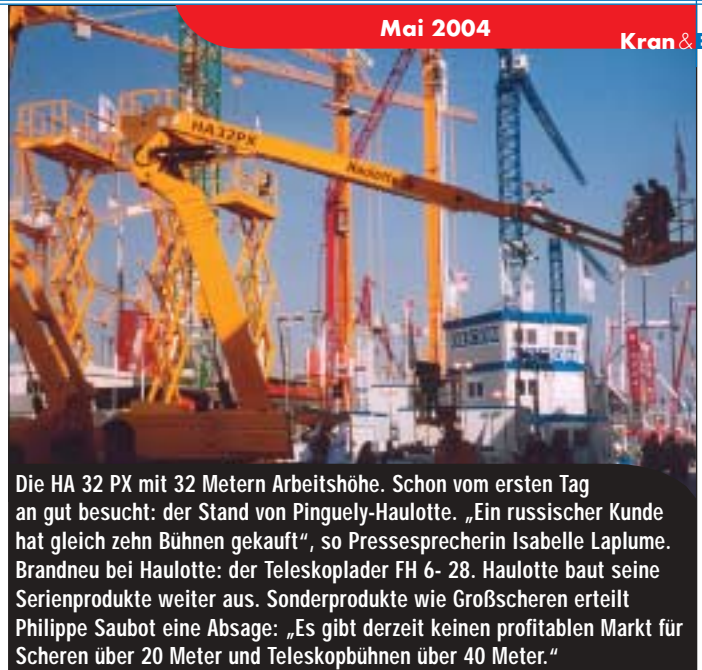 Mai 2004
Kran &
HA32PX
Haulotte
Die HA 32 PX mit 32 Metern Arbeitshöhe. Schon vom ersten Tag
an gut besucht: der Stand von Pinguely-Haulotte. „Ein russischer Kunde
hat gleich zehn Bühnen gekauft“, so Pressesprecherin Isabelle Laplume.
Brandneu bei Haulotte: der Teleskoplader FH 6- 28. Haulotte baut seine
Serienprodukte weiter aus. Sonderprodukte wie Großscheren erteilt
Philippe Saubot eine Absage: „Es gibt derzeit keinen profitablen Markt für
Scheren über 20 Meter und Teleskopbühnen über 40 Meter.“